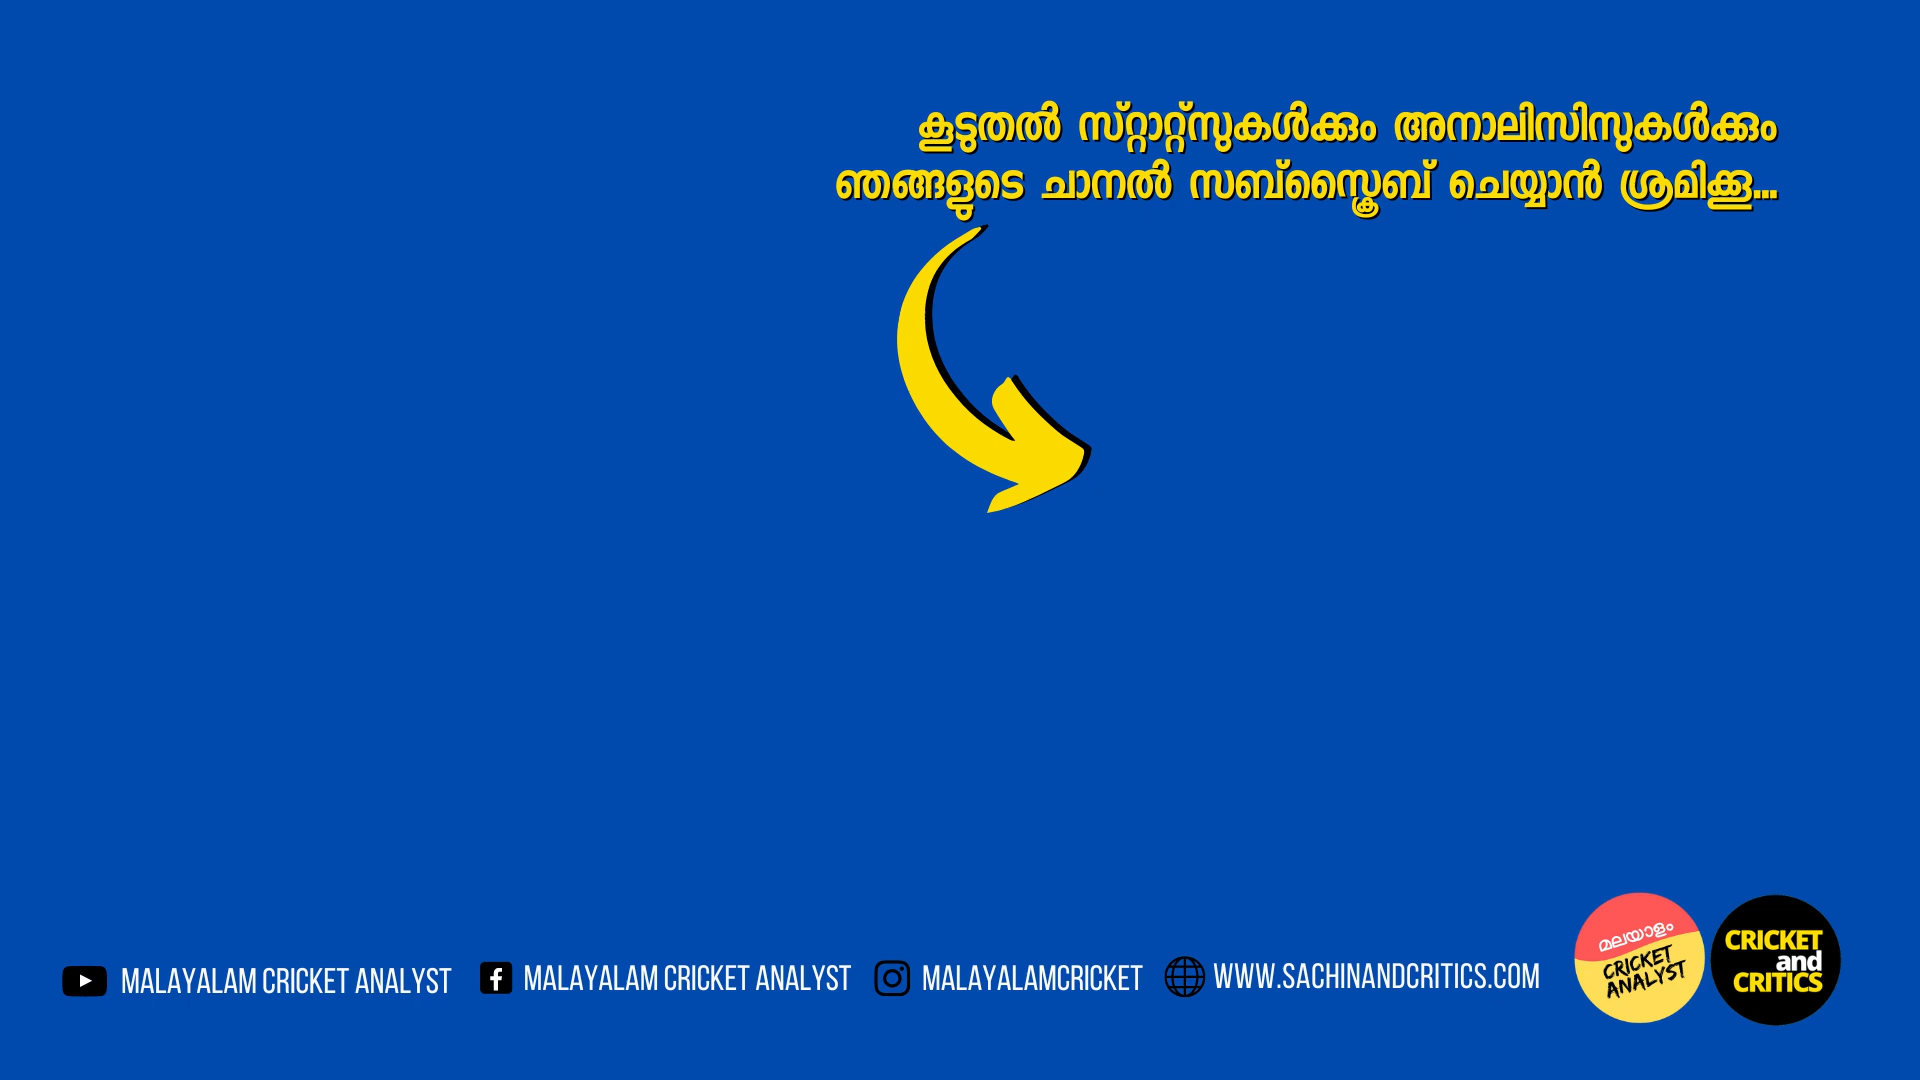 കൂടുതൽ സ്റ്റാറ്റ്സുകൾക്കും അനാലിസിസുകൾക്കും
ഞങ്ങളുടെ ചാനൽ സബ്സ്ക്രൈബ് ചെയ്യാൻ ശ്രമിക്കൂ...
MALAYALAM CRICKET ANALYST
MALAYALAM CRICKET ANALYST
MALAYALAMCRICKET
WWW.SACHINANDCRITICS.COM
മലയാളം
CRICKET
ANALYST
CRICKET
and
CRITICS